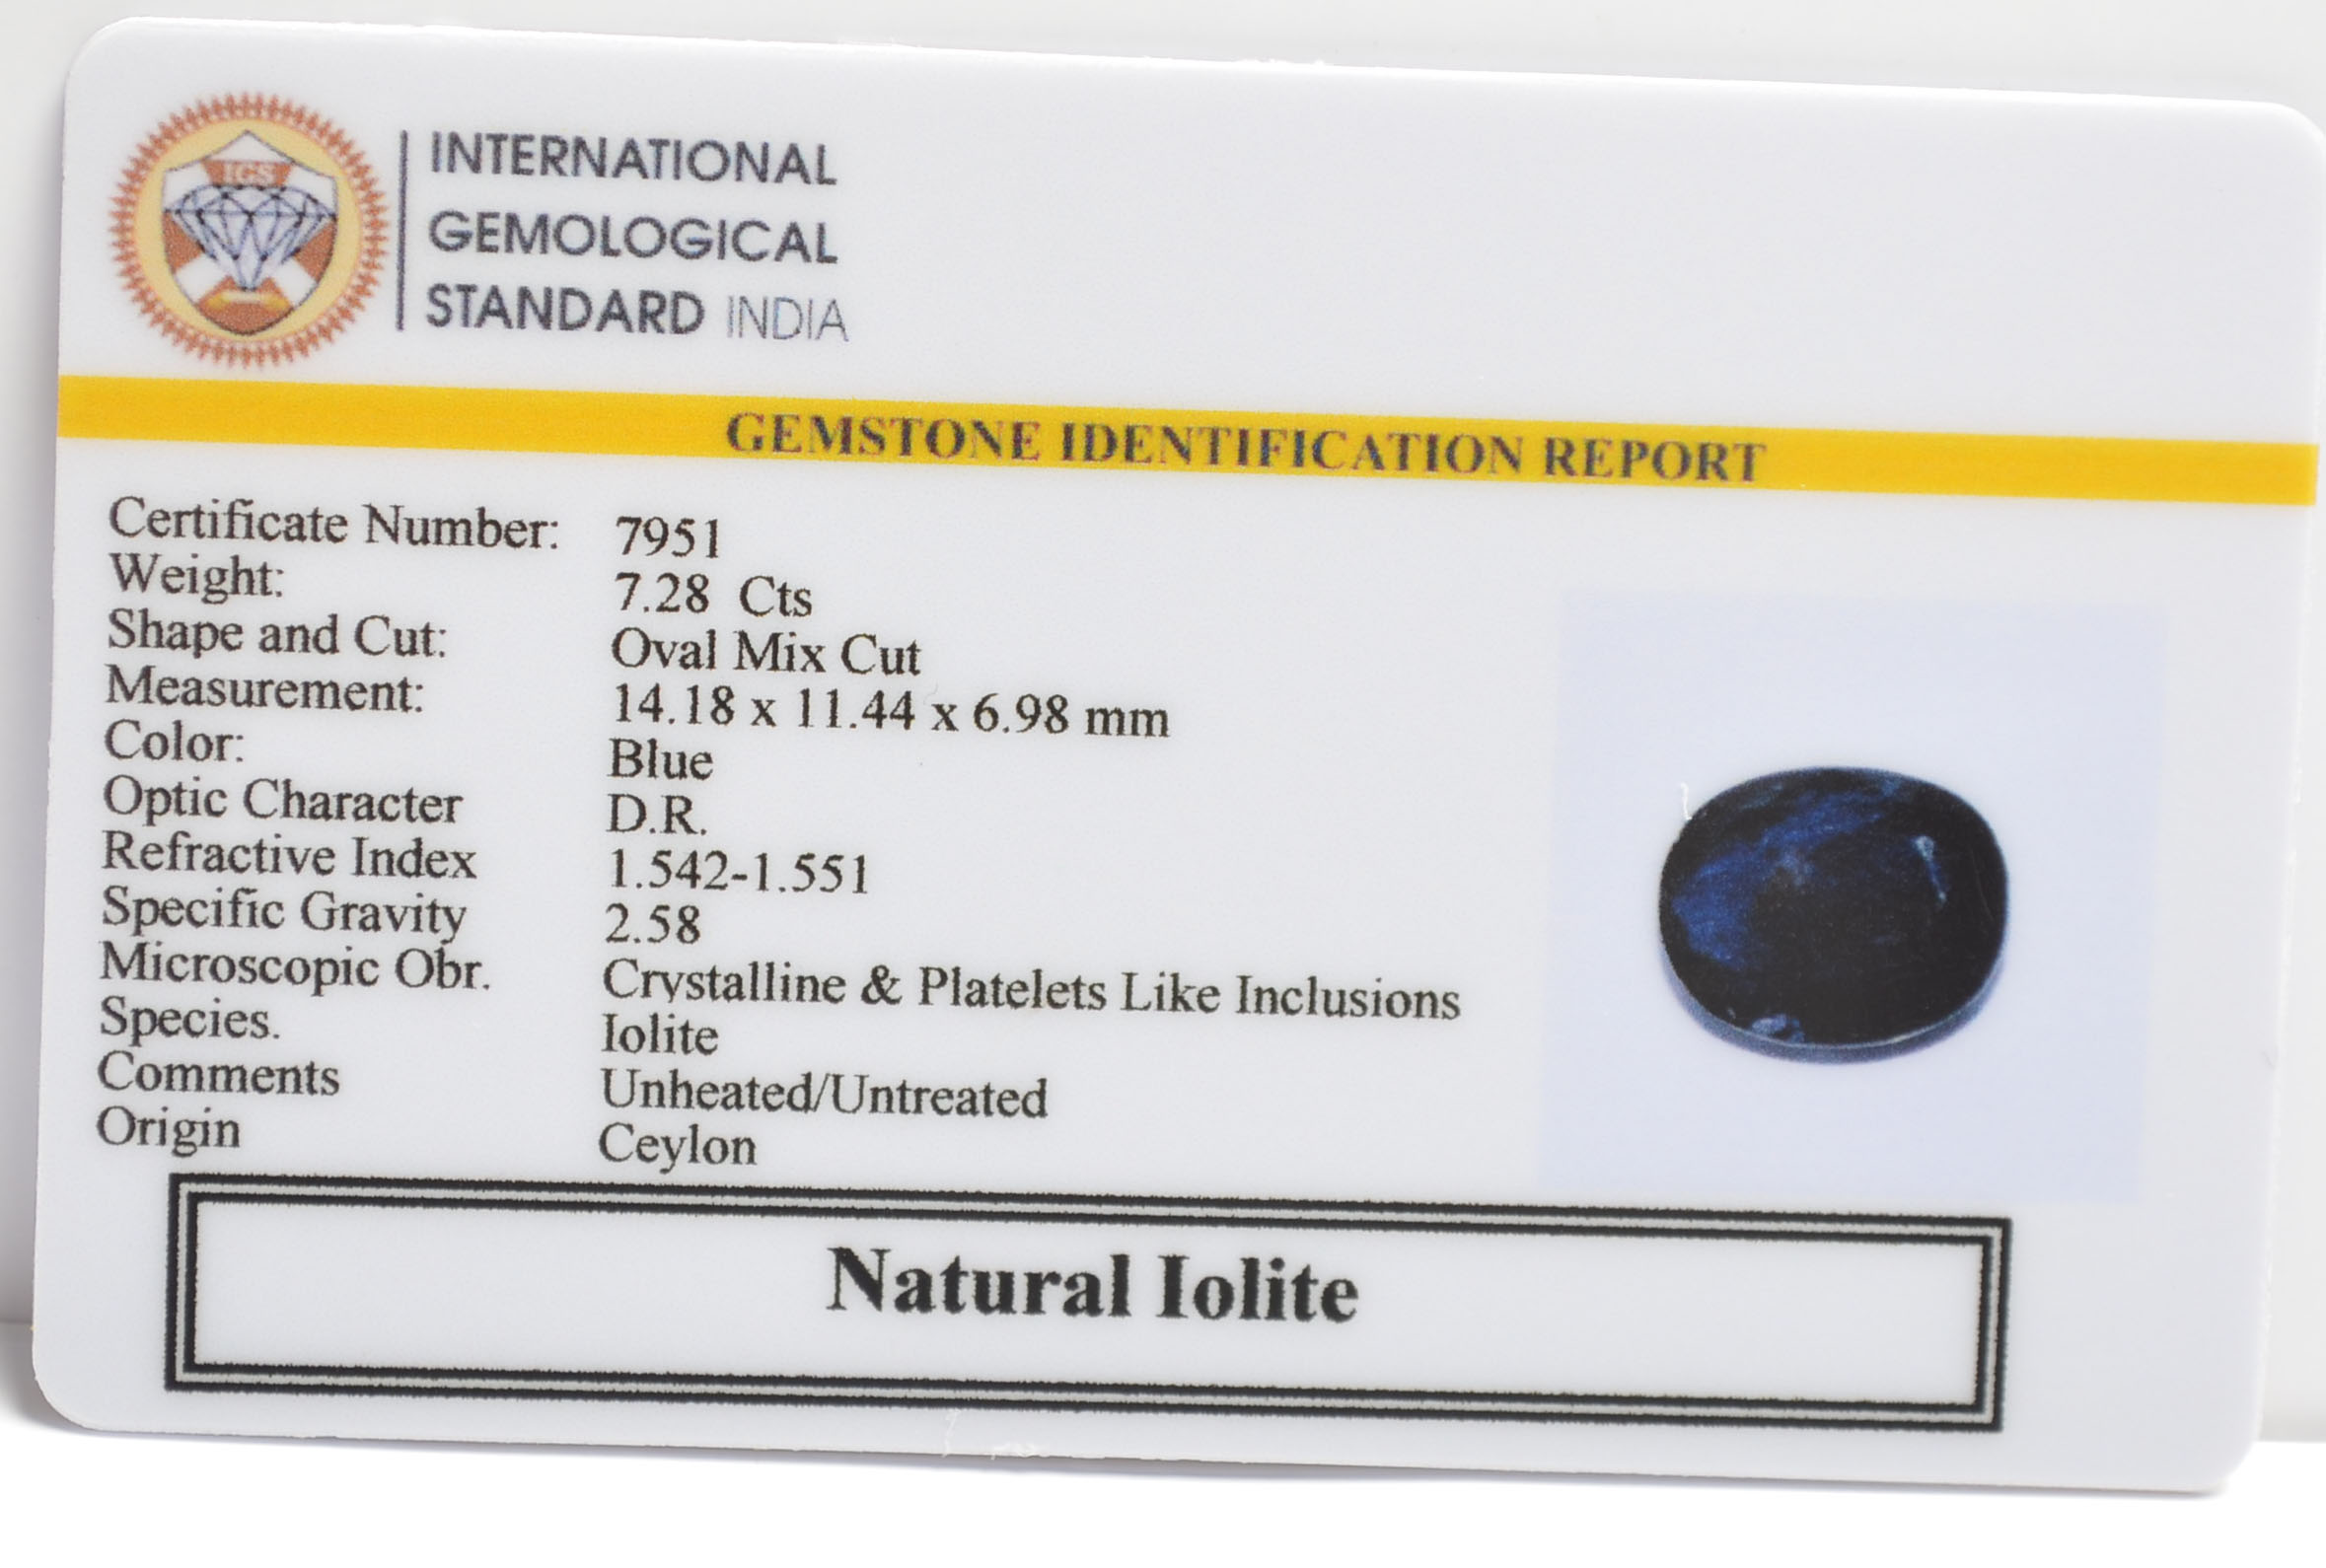 IGS
INTERNATIONAL
GEMOLOGICAL
STANDARD INDIA
GEMSTONE IDENTIFICATION REPORT
Certificate Number: 7951
Weight: 7.28 Cts
Shape and Cut: Oval Mix Cut
Measurement: 14.18 x 11.44 x 6.98 mm
Color: Blue
Optic Character D.R.
Refractive Index 1.542-1.551
Specific Gravity 2.58
Microscopic Obr. Crystalline & Platelets Like Inclusions
Species. Iolite
Comments Unheated/Untreated
Origin Ceylon
Natural Iolite